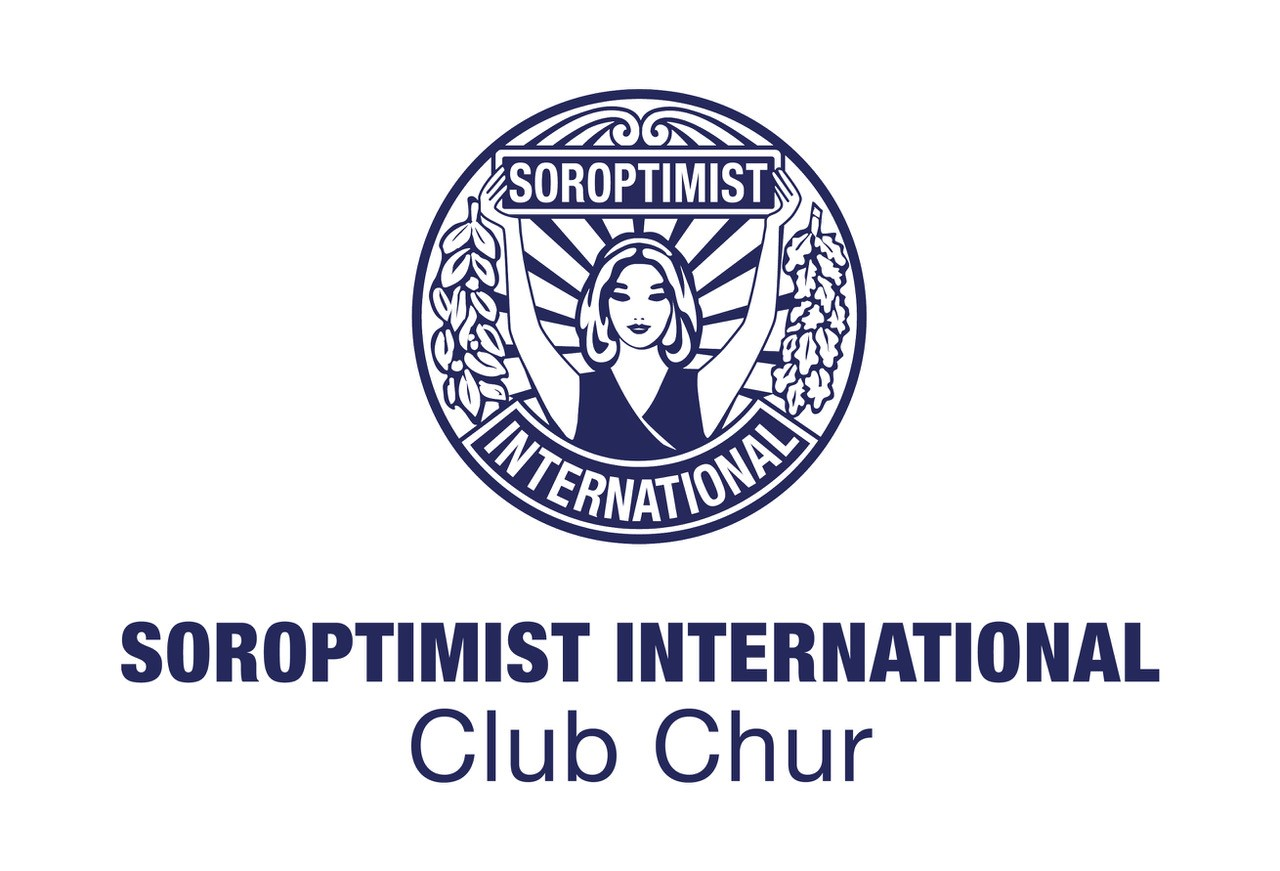 SOROPTIMIST
INTERNATIONAL
SOROPTIMIST INTERNATIONAL
Club Chur